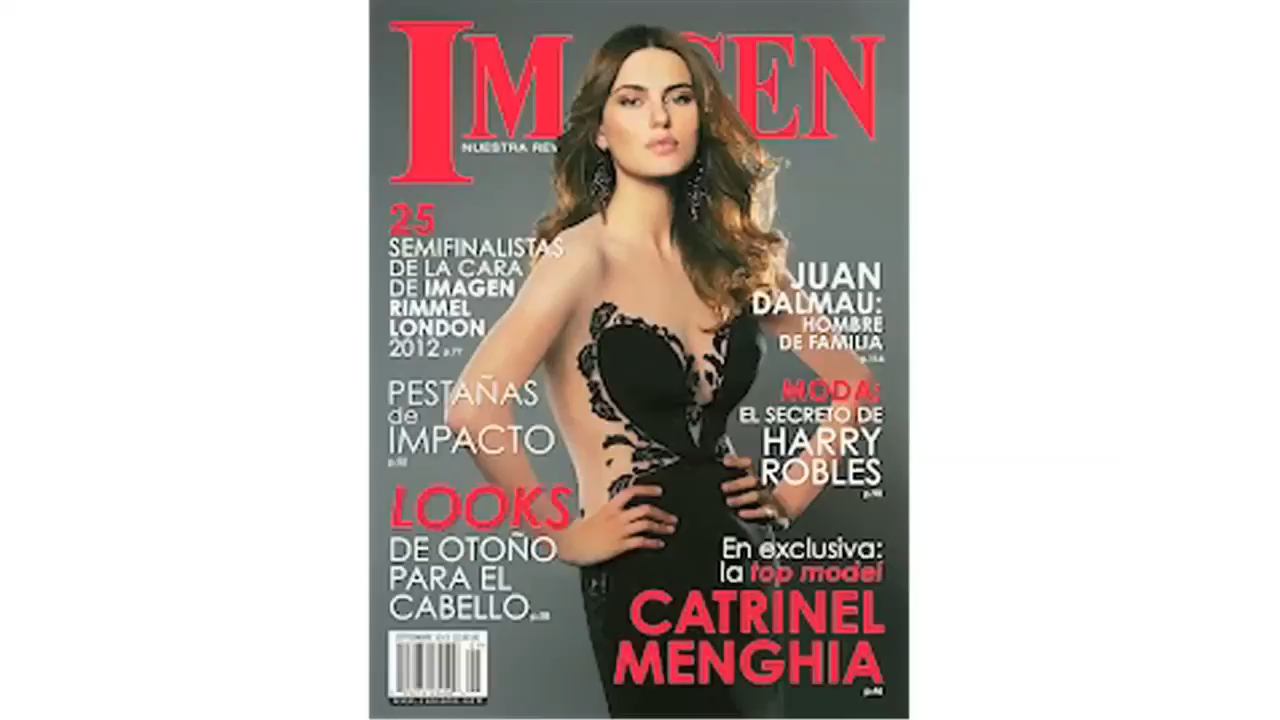 IMAGEN
NUESTRA REV
25
SEMIFINALISTAS
DE LA CARA
DE IMAGEN
RIMMEL
LONDON
2012 p.77
PESTAÑAS
de
IMPACTO
LOOKS
DE OTOÑO
PARA EL
CABELLO
JUAN
DALMAU:
HOMBRE
DE FAMILIA
MODA:
EL SECRETO DE
HARRY
ROBLES
En exclusiva:
la top model
CATRINEL
MENGHIA